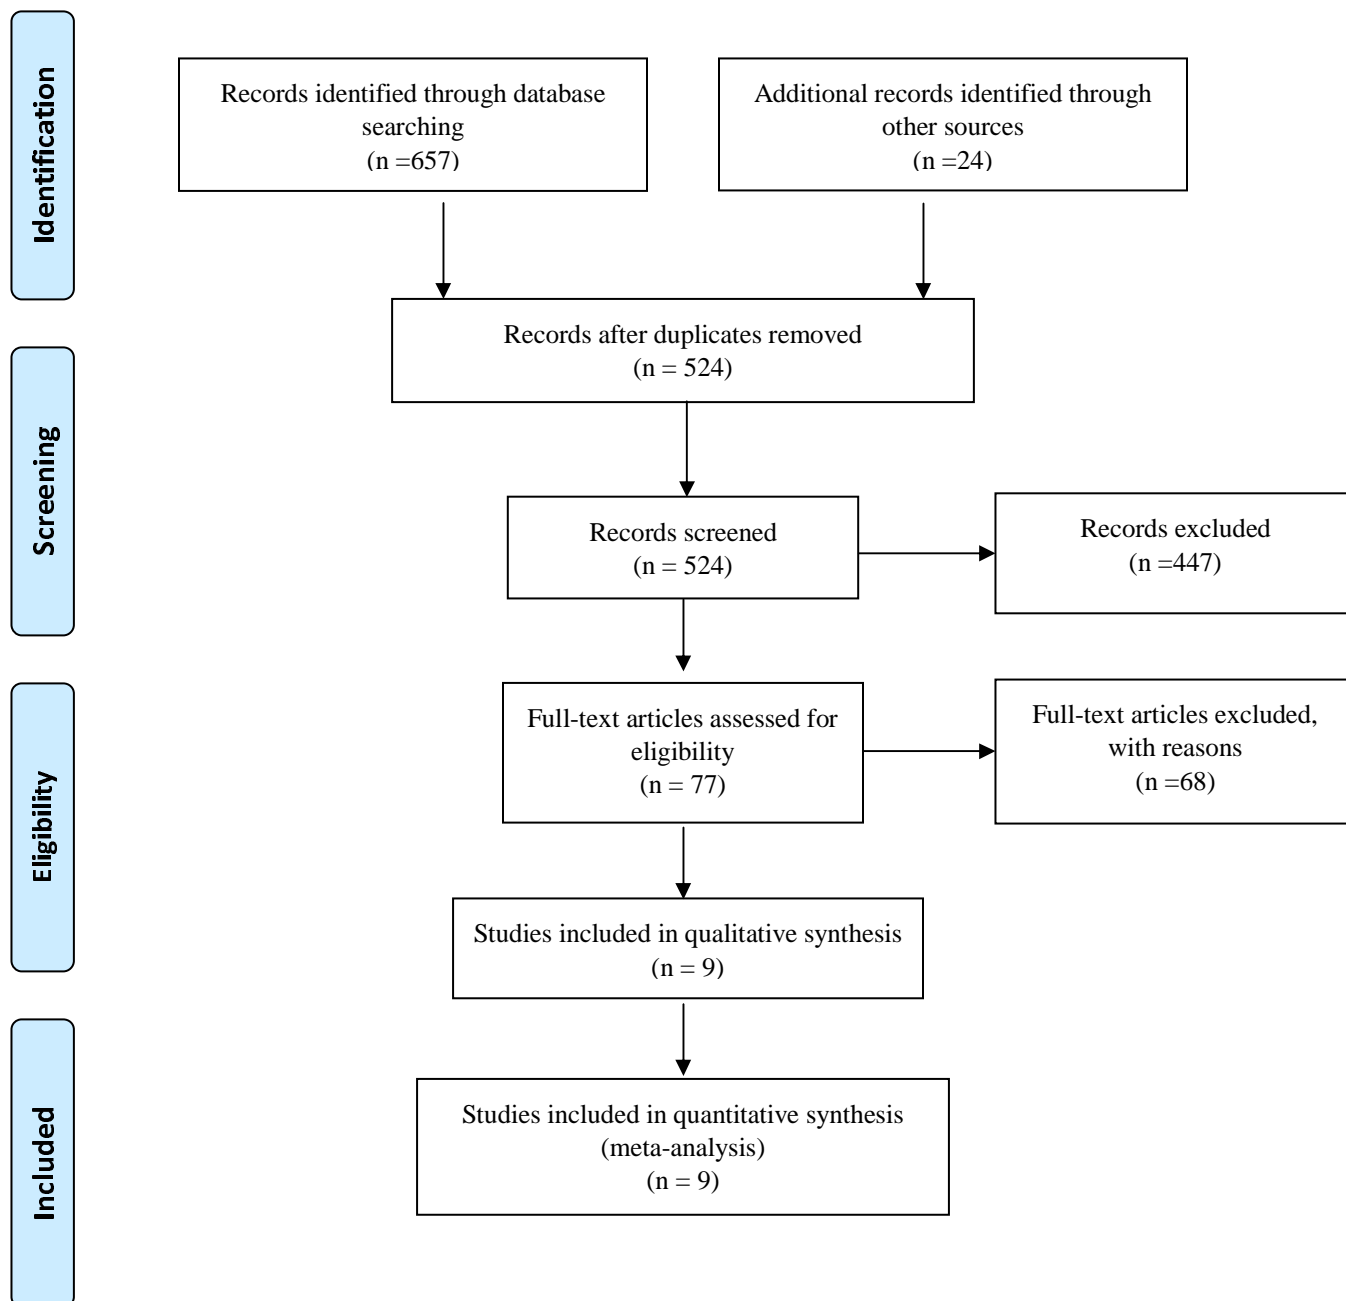 Identification
Records identified through database
searching
(n =657)
Additional records identified through
other sources
(n =24)
Records after duplicates removed
(n = 524)
Screening
Records screened
(n = 524)
Records excluded
(n =447)
Eligibility
Full-text articles assessed for
eligibility
(n = 77)
Full-text articles excluded,
with reasons
(n =68)
Studies included in qualitative synthesis
(n = 9)
Included
Studies included in quantitative synthesis
(meta-analysis)
(n = 9)